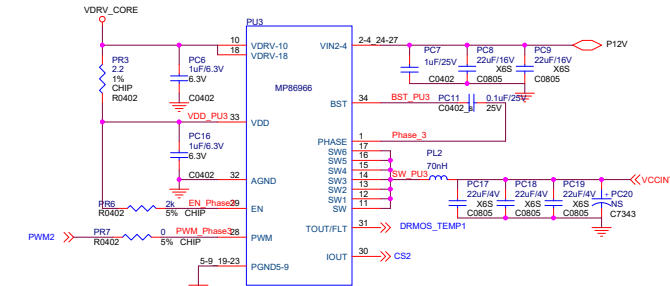 VDRV_CORE
PU3
10 VDRV-10 VIN2-4 2-4_24-27 P12V
18 VDRV-18
PR3
2.2
1%
CHIP
R0402
PC6
1uF/6.3V
6.3V
C0402
PC7
1uF/25V
C0402
PC8
22uF/16V
X6S
C0805
PC9
22uF/16V
X6S
C0805
MP86966
BST 34 BST_PU3 PC11 0.1uF/25V
C0402_s 25V
VDD_PU3 33 VDD
PC16
1uF/6.3V
6.3V
C0402
PHASE 1 Phase_3
SW6 17
SW5 16
SW4 15
SW3 14 SW_PU3
SW2 13
SW1 12
SW 11
PL2
70nH
32 AGND
VCCIN
PC17
22uF/4V
X6S
C0805
PC18
22uF/4V
X6S
C0805
PC19
22uF/4V
X6S
C0805
+ PC20
NS
C7343
PR6 2k EN_Phase3 29 EN
R0402 5% CHIP
TOUT/FLT 31 DRMOS_TEMP1
PWM2 PR7 0 PWM_Phase3 28 PWM
R0402 5% CHIP
IOUT 30 CS2
5-9_19-23 PGND5-9